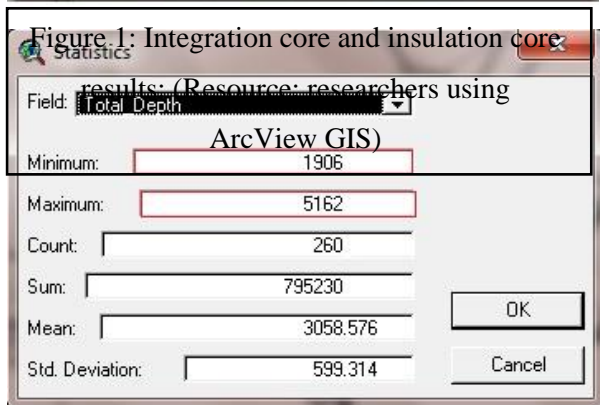 Figure 1: Integration core and insulation core
Statistics
results: (Resource: researchers using
Field: Total_Depth
ArcView GIS)
Minimum: 1906
Maximum: 5162
Count: 260
Sum: 795230
OK
Mean: 3058.576
Std. Deviation: 599.314
Cancel